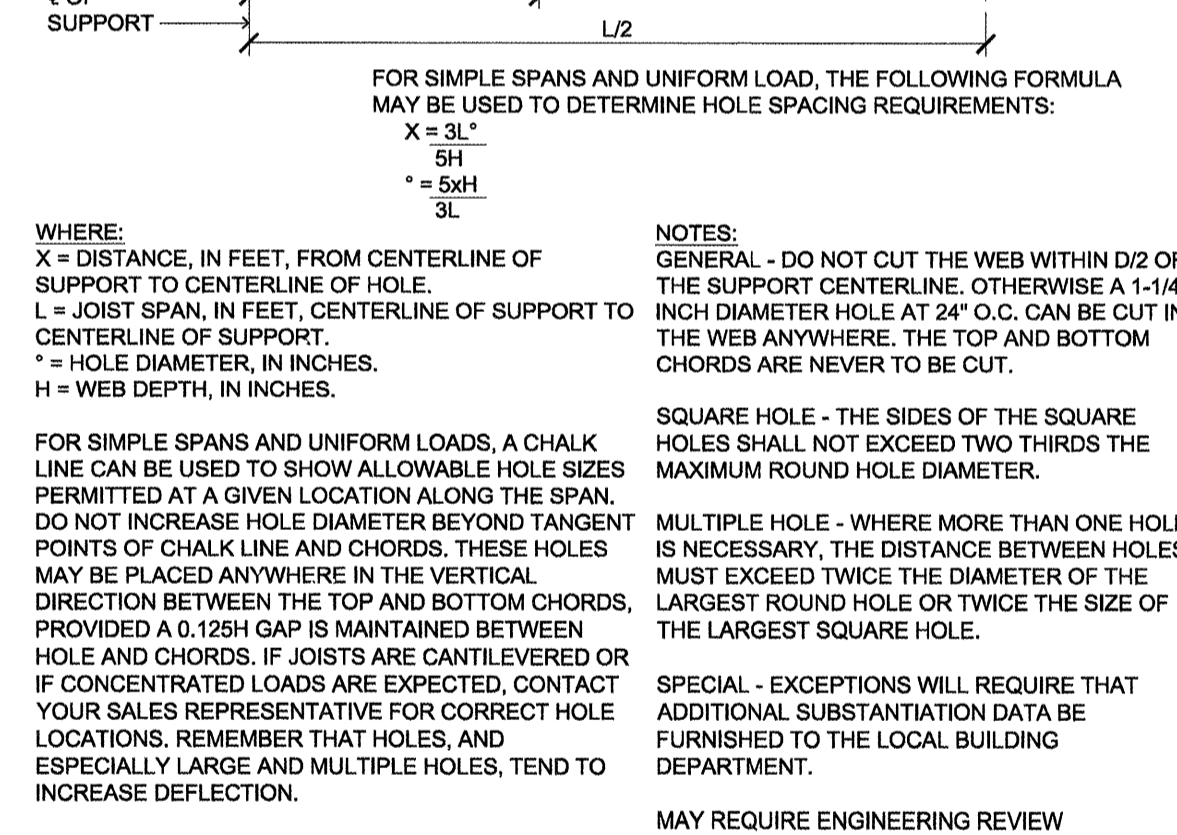 SUPPORT
L/2
FOR SIMPLE SPANS AND UNIFORM LOAD, THE FOLLOWING FORMULA
MAY BE USED TO DETERMINE HOLE SPACING REQUIREMENTS:
X = 3L°
5H
° = 5xH
3L
WHERE:
X = DISTANCE, IN FEET, FROM CENTERLINE OF
SUPPORT TO CENTERLINE OF HOLE.
L = JOIST SPAN, IN FEET, CENTERLINE OF SUPPORT TO
CENTERLINE OF SUPPORT.
° = HOLE DIAMETER, IN INCHES.
H = WEB DEPTH, IN INCHES.
FOR SIMPLE SPANS AND UNIFORM LOADS, A CHALK
LINE CAN BE USED TO SHOW ALLOWABLE HOLE SIZES
PERMITTED AT A GIVEN LOCATION ALONG THE SPAN.
DO NOT INCREASE HOLE DIAMETER BEYOND TANGENT
POINTS OF CHALK LINE AND CHORDS. THESE HOLES
MAY BE PLACED ANYWHERE IN THE VERTICAL
DIRECTION BETWEEN THE TOP AND BOTTOM CHORDS,
PROVIDED A 0.125H GAP IS MAINTAINED BETWEEN
HOLE AND CHORDS. IF JOISTS ARE CANTILEVERED OR
IF CONCENTRATED LOADS ARE EXPECTED, CONTACT
YOUR SALES REPRESENTATIVE FOR CORRECT HOLE
LOCATIONS. REMEMBER THAT HOLES, AND
ESPECIALLY LARGE AND MULTIPLE HOLES, TEND TO
INCREASE DEFLECTION.
NOTES:
GENERAL - DO NOT CUT THE WEB WITHIN D/2 OF
THE SUPPORT CENTERLINE. OTHERWISE A 1-1/4
INCH DIAMETER HOLE AT 24" O.C. CAN BE CUT IN
THE WEB ANYWHERE. THE TOP AND BOTTOM
CHORDS ARE NEVER TO BE CUT.
SQUARE HOLE - THE SIDES OF THE SQUARE
HOLES SHALL NOT EXCEED TWO THIRDS THE
MAXIMUM ROUND HOLE DIAMETER.
MULTIPLE HOLE - WHERE MORE THAN ONE HOLE
IS NECESSARY, THE DISTANCE BETWEEN HOLES
MUST EXCEED TWICE THE DIAMETER OF THE
LARGEST ROUND HOLE OR TWICE THE SIZE OF
THE LARGEST SQUARE HOLE.
SPECIAL - EXCEPTIONS WILL REQUIRE THAT
ADDITIONAL SUBSTANTIATION DATA BE
FURNISHED TO THE LOCAL BUILDING
DEPARTMENT.
MAY REQUIRE ENGINEERING REVIEW